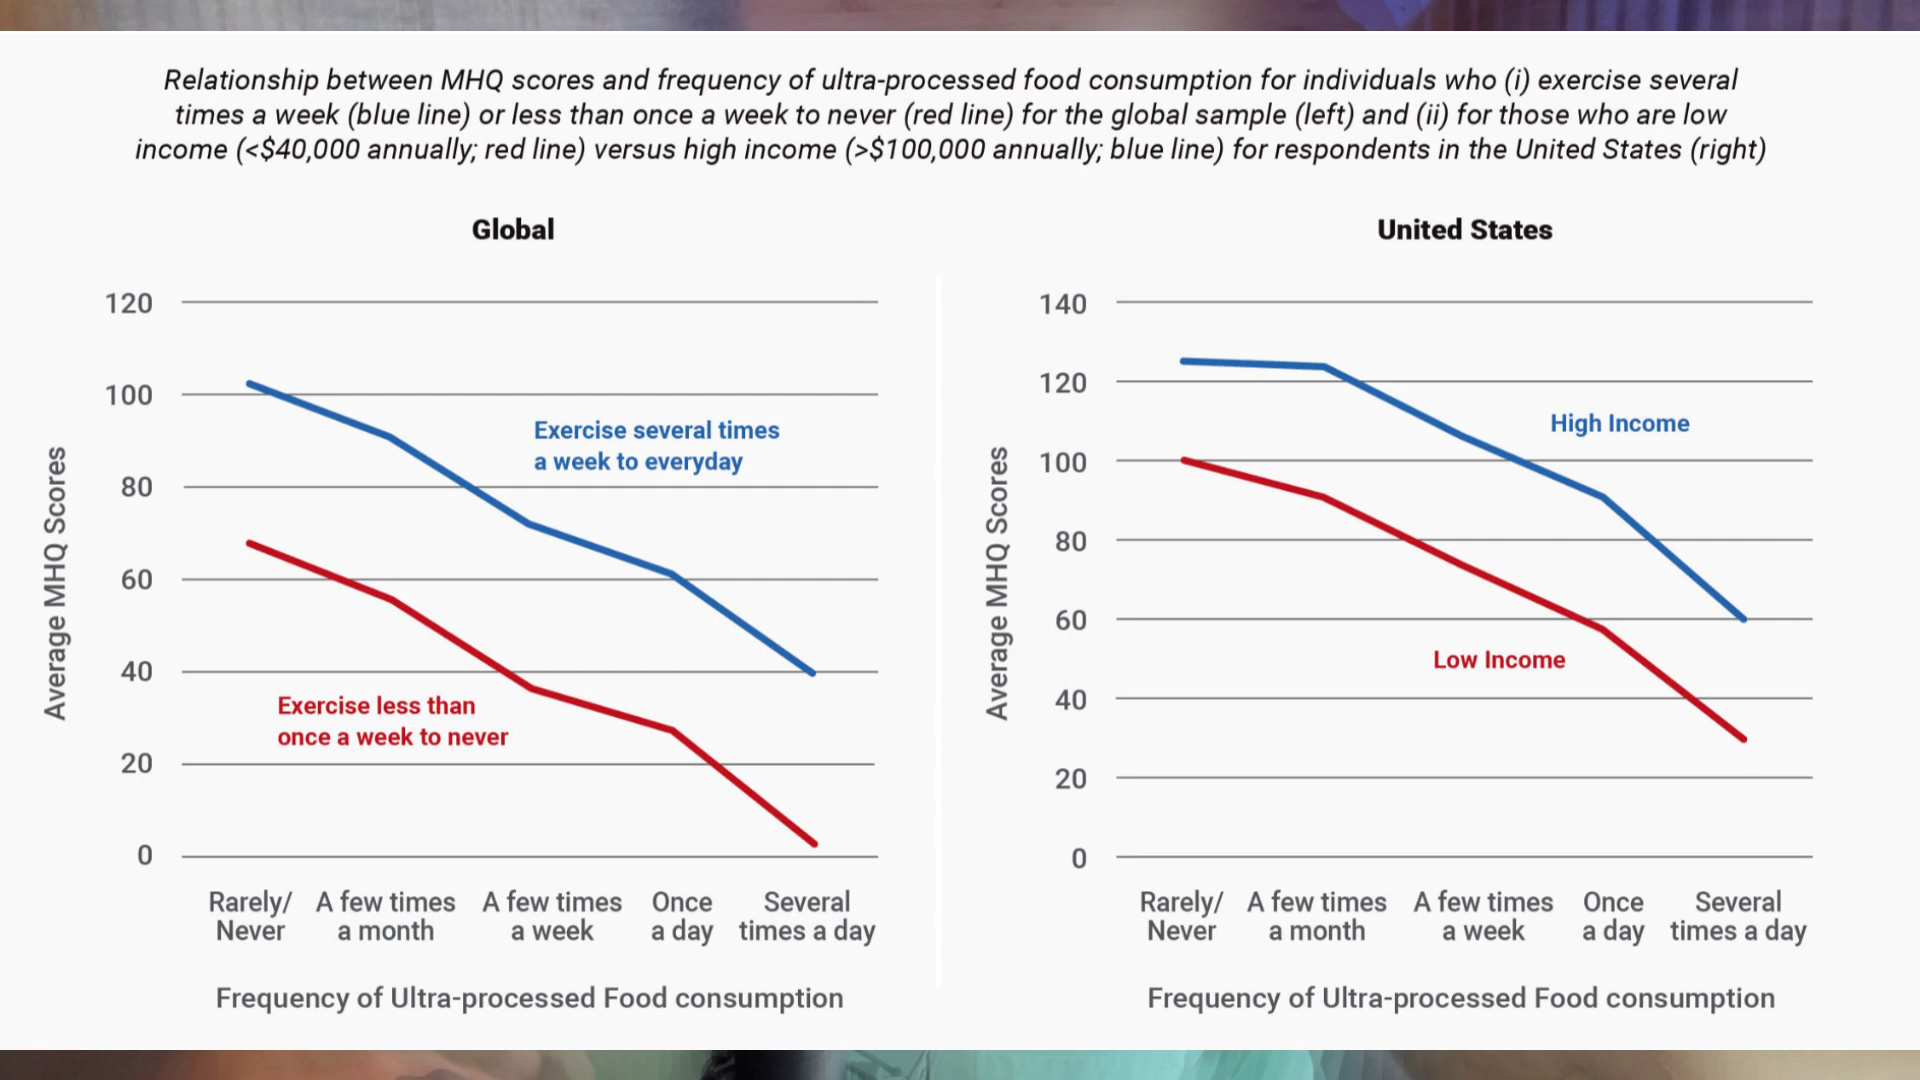 Relationship between MHQ scores and frequency of ultra-processed food consumption for individuals who (i) exercise several
times a week (blue line) or less than once a week to never (red line) for the global sample (left) and (ii) for those who are low
income (<$40,000 annually; red line) versus high income (>$100,000 annually; blue line) for respondents in the United States (right)
Global
120
100
80
60
40
20
0
Average MHQ Scores
Exercise several times
a week to everyday
Exercise less than
once a week to never
Rarely/
Never
A few times
a month
A few times
a week
Once
a day
Several
times a day
Frequency of Ultra-processed Food consumption
United States
140
120
100
80
60
40
20
0
Average MHQ Scores
High Income
Low Income
Rarely/
Never
A few times
a month
A few times
a week
Once
a day
Several
times a day
Frequency of Ultra-processed Food consumption